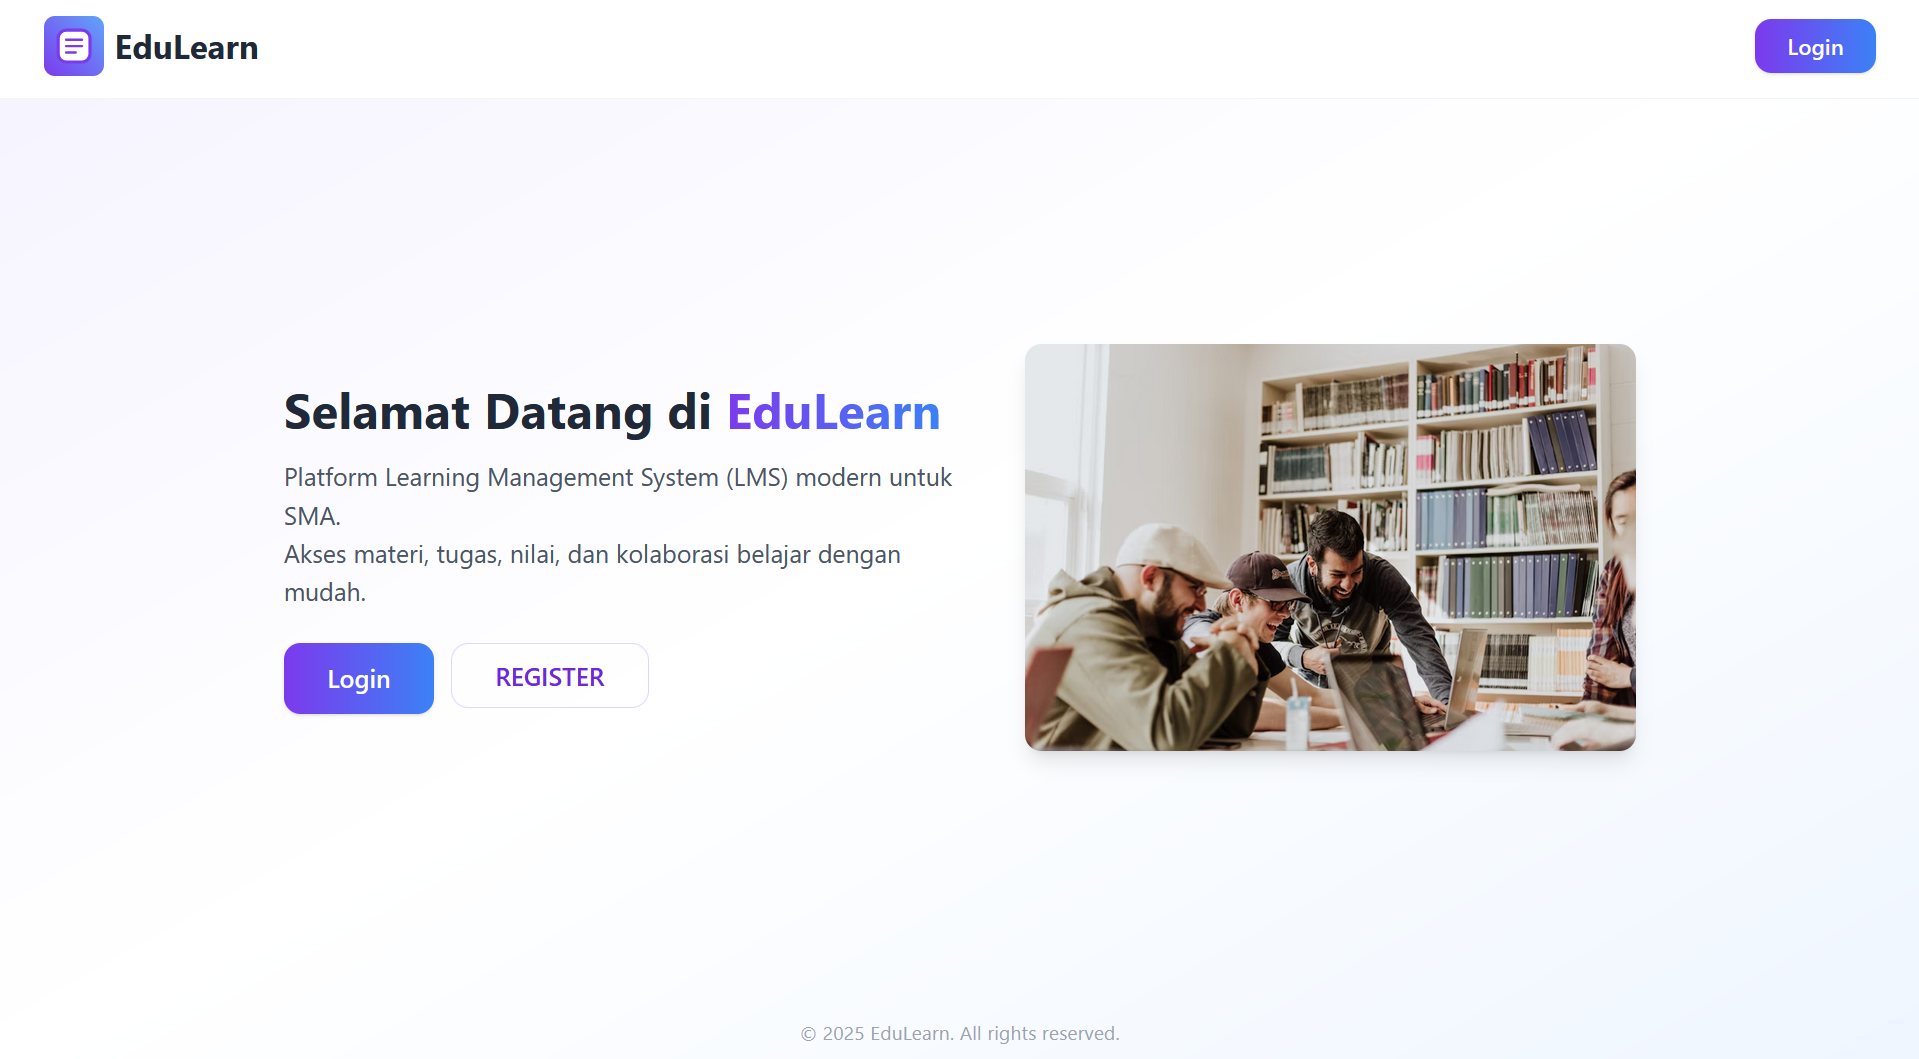 EduLearn
Login
Selamat Datang di EduLearn
Platform Learning Management System (LMS) modern untuk
SMA.
Akses materi, tugas, nilai, dan kolaborasi belajar dengan
mudah.
Login
REGISTER
© 2025 EduLearn. All rights reserved.